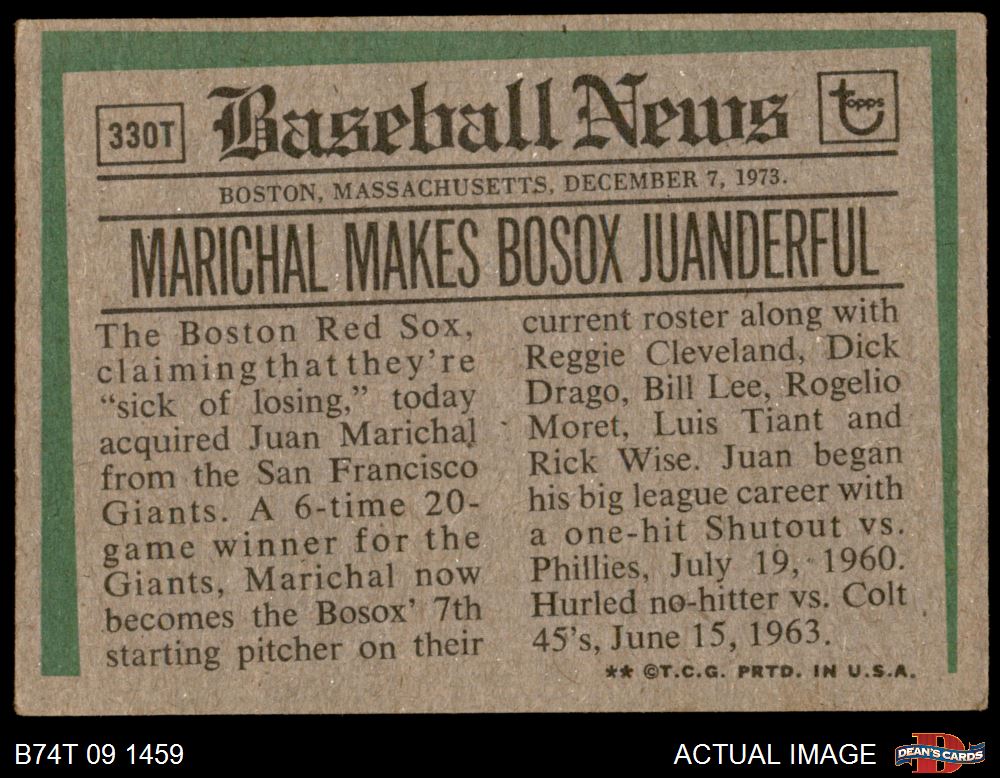 330T
Baseball News
topps
BOSTON, MASSACHUSETTS, DECEMBER 7, 1973.
MARICHAL MAKES BOSOX JUANDERFUL
The Boston Red Sox,
claiming that they're
"sick of losing," today
acquired Juan Marichal
from the San Francisco
Giants. A 6-time 20-
game winner for the
Giants, Marichal now
becomes the Bosox' 7th
starting pitcher on their
current roster along with
Reggie Cleveland, Dick
Drago, Bill Lee, Rogelio
Moret, Luis Tiant and
Rick Wise. Juan began
his big league career with
a one-hit Shutout vs.
Phillies, July 19, 1960.
Hurled no-hitter vs. Colt
45's, June 15, 1963.
** ©T.C.G. PRTD. IN U.S.A.
B74T 09 1459
ACTUAL IMAGE
DEAN'S CARDS